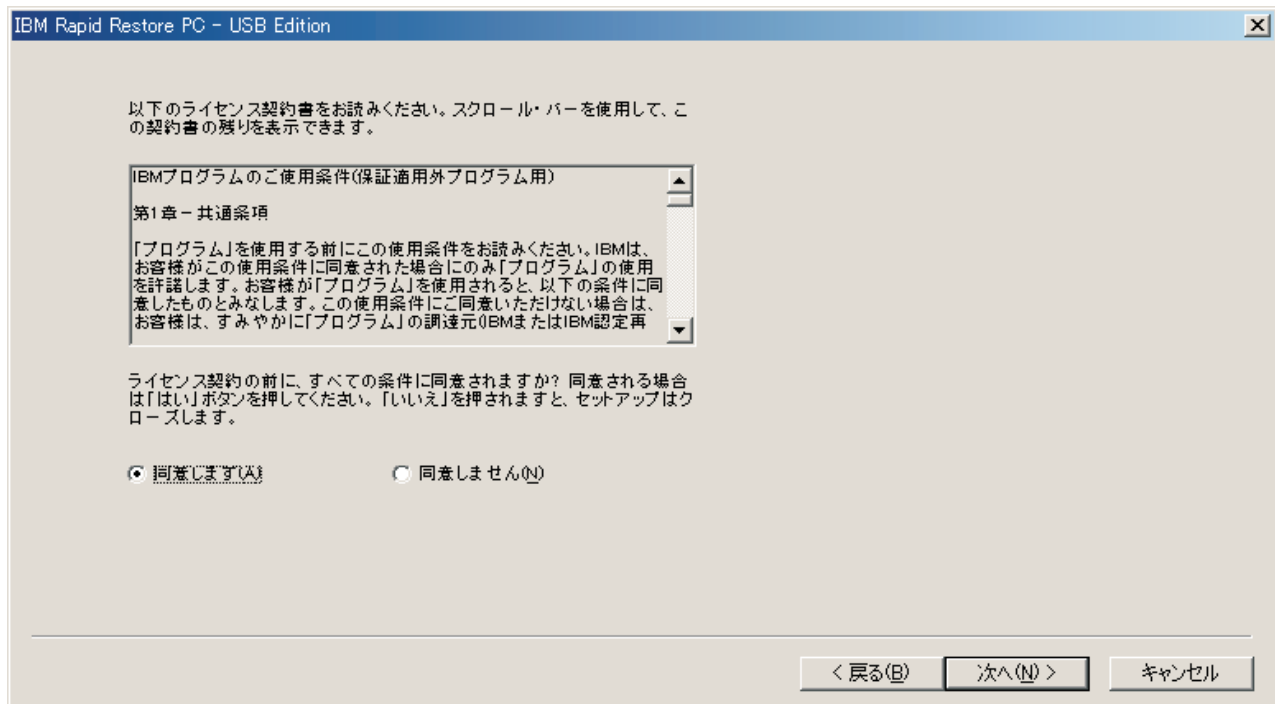 IBM Rapid Restore PC - USB Edition
以下のライセンス契約書をお読みください。スクロール・バーを使用して、こ
の契約書の残りを表示できます。
IBMプログラムのご使用条件(保証適用外プログラム用)
第1章－共通条項
「プログラム」を使用する前にこの使用条件をお読みください。IBMは、
お客様がこの使用条件に同意された場合にのみ「プログラム」の使用
を許諾します。お客様が「プログラム」を使用されると、以下の条件に同
意したものとみなします。この使用条件にご同意いただけない場合は、
お客様は、すみやかに「プログラム」の調達元(IBMまたはIBM認定再
ライセンス契約の前に、すべての条件に同意されますか? 同意される場合
は「はい」ボタンを押してください。「いいえ」を押されますと、セットアップはク
ローズします。
同意します(A) 同意しません(N)
< 戻る(B) 次へ(N) > キャンセル